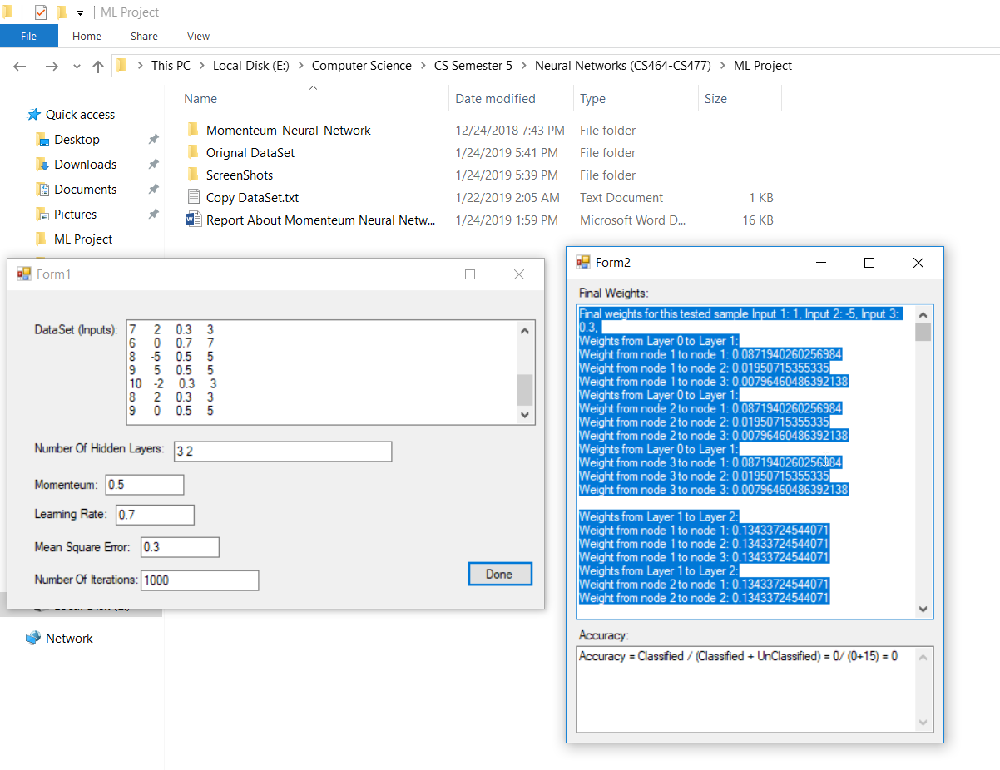 ML Project
File Home Share View
This PC > Local Disk (E:) > Computer Science > CS Semester 5 > Neural Networks (CS464-CS477) > ML Project
Name Date modified Type Size
Quick access
Desktop
Downloads
Documents
Pictures
ML Project
Momenteum_Neural_Network 12/24/2018 7:43 PM File folder
Orignal DataSet 1/24/2019 5:41 PM File folder
ScreenShots 1/24/2019 5:39 PM File folder
Copy DataSet.txt 1/22/2019 2:05 AM Text Document 1 KB
Report About Momenteum Neural Netw... 1/24/2019 1:59 PM Microsoft Word D... 16 KB
Form1
DataSet (Inputs):
7 2 0.3 3
6 0 0.7 7
8 -5 0.5 5
9 5 0.5 5
10 -2 0.3 3
8 2 0.3 3
9 0 0.5 5
Number Of Hidden Layers: 3 2
Momenteum: 0.5
Learning Rate: 0.7
Mean Square Error: 0.3
Number Of Iterations: 1000
Done
Network
Form2
Final Weights:
Final weights for this tested sample Input 1: 1, Input 2: -5, Input 3:
0.3,
Weights from Layer 0 to Layer 1:
Weight from node 1 to node 1: 0.0871940260256984
Weight from node 1 to node 2: 0.01950715355335
Weight from node 1 to node 3: 0.00796460486392138
Weights from Layer 0 to Layer 1:
Weight from node 2 to node 1: 0.0871940260256984
Weight from node 2 to node 2: 0.01950715355335
Weight from node 2 to node 3: 0.00796460486392138
Weights from Layer 0 to Layer 1:
Weight from node 3 to node 1: 0.0871940260256984
Weight from node 3 to node 2: 0.01950715355335
Weight from node 3 to node 3: 0.00796460486392138
Weights from Layer 1 to Layer 2:
Weight from node 1 to node 1: 0.13433724544071
Weight from node 1 to node 2: 0.13433724544071
Weight from node 1 to node 3: 0.13433724544071
Weights from Layer 1 to Layer 2:
Weight from node 2 to node 1: 0.13433724544071
Weight from node 2 to node 2: 0.13433724544071
Accuracy:
Accuracy = Classified / (Classified + UnClassified) = 0/ (0+15) = 0